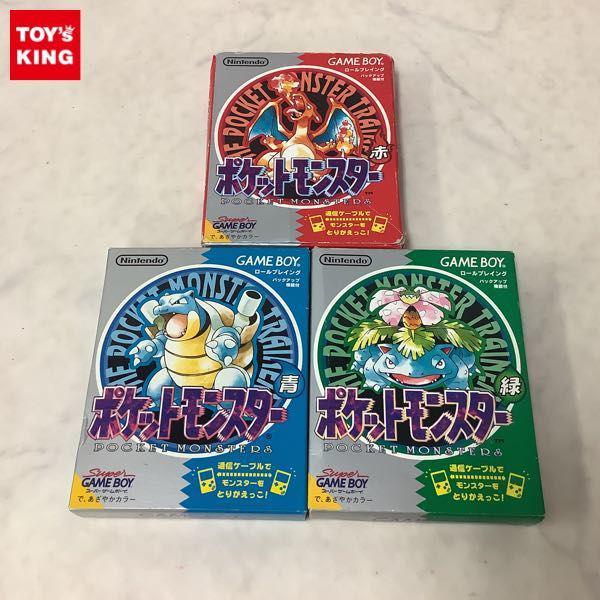 TOY's
KING
Nintendo
GAME BOY
ロールプレイング
バックアップ
機能付
THE POCKET MONSTER TRAINER
赤
ポケットモンスター
POCKET MONSTERS
Super
GAME BOY
スーパーゲームボーイ
で、あざやかカラー
通信ケーブルで
モンスターを
とりかえっこ!
Nintendo
GAME BOY
ロールプレイング
バックアップ
機能付
THE POCKET MONSTER TRAINER
青
ポケットモンスター
POCKET MONSTERS
Super
GAME BOY
スーパーゲームボーイ
で、あざやかカラー
通信ケーブルで
モンスターを
とりかえっこ!
Nintendo
GAME BOY
ロールプレイング
バックアップ
機能付
THE POCKET MONSTER TRAIN
緑
ポケットモンスター
POCKET MONSTERS
Super
GAME BOY
スーパーゲームボーイ
で、あざやかカラー
通信ケーブルで
モンスターを
とりかえっこ!